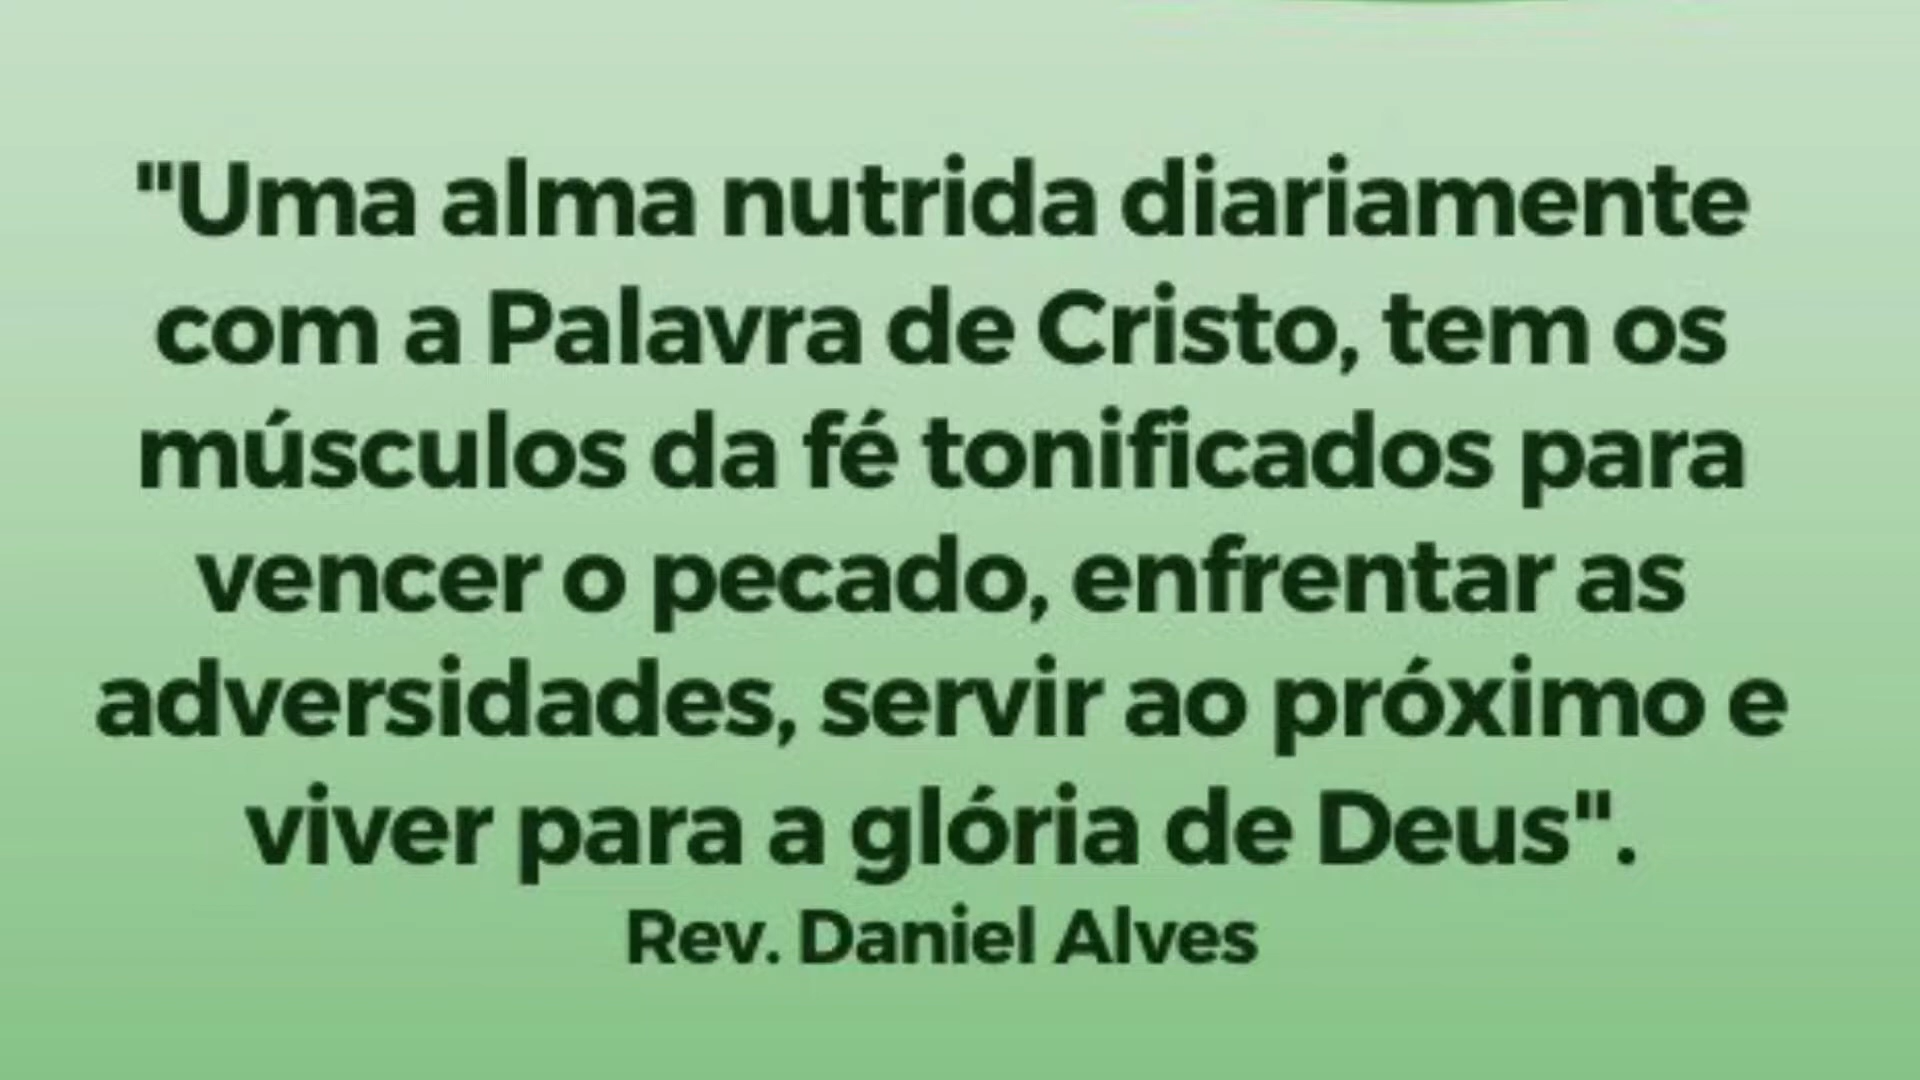 "Uma alma nutrida diariamente
com a Palavra de Cristo, tem os
músculos da fé tonificados para
vencer o pecado, enfrentar as
adversidades, servir ao próximo e
viver para a glória de Deus".
Rev. Daniel Alves